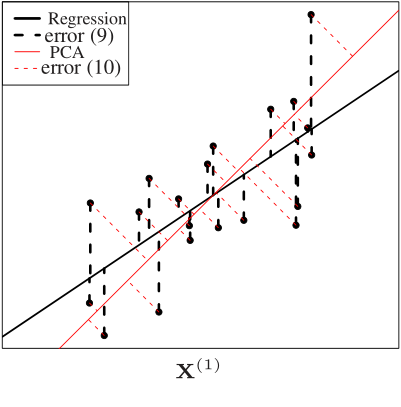 Regression
error (9)
PCA
error (10)
X⁽¹⁾